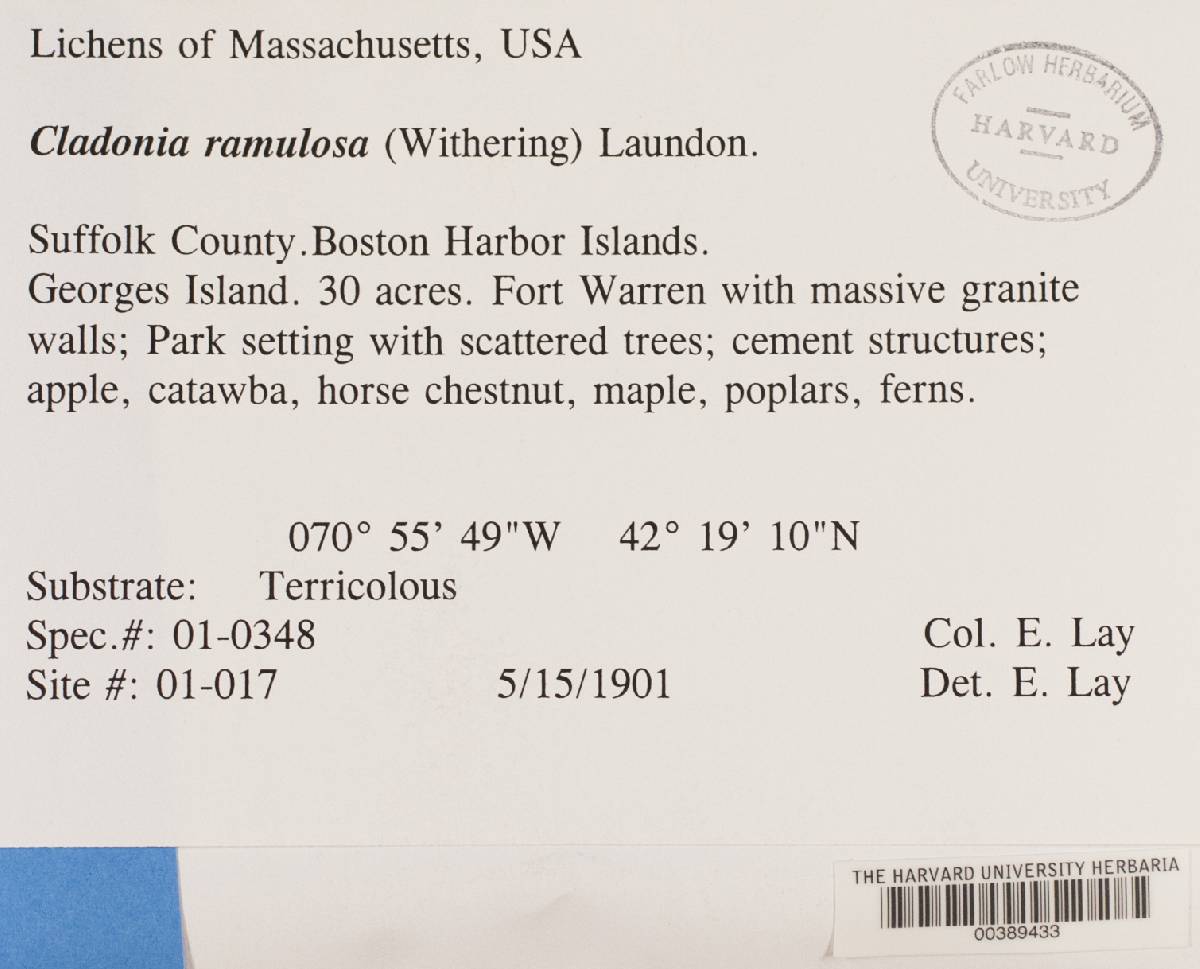 Lichens of Massachusetts, USA
FARLOW HERBARIUM
HARVARD
UNIVERSITY
Cladonia ramulosa (Withering) Laundon.
Suffolk County.Boston Harbor Islands.
Georges Island. 30 acres. Fort Warren with massive granite
walls; Park setting with scattered trees; cement structures;
apple, catawba, horse chestnut, maple, poplars, ferns.
070° 55’ 49"W 42° 19’ 10"N
Substrate: Terricolous
Spec.#: 01-0348 Col. E. Lay
Site #: 01-017 5/15/1901 Det. E. Lay
THE HARVARD UNIVERSITY HERBARIA
00389433